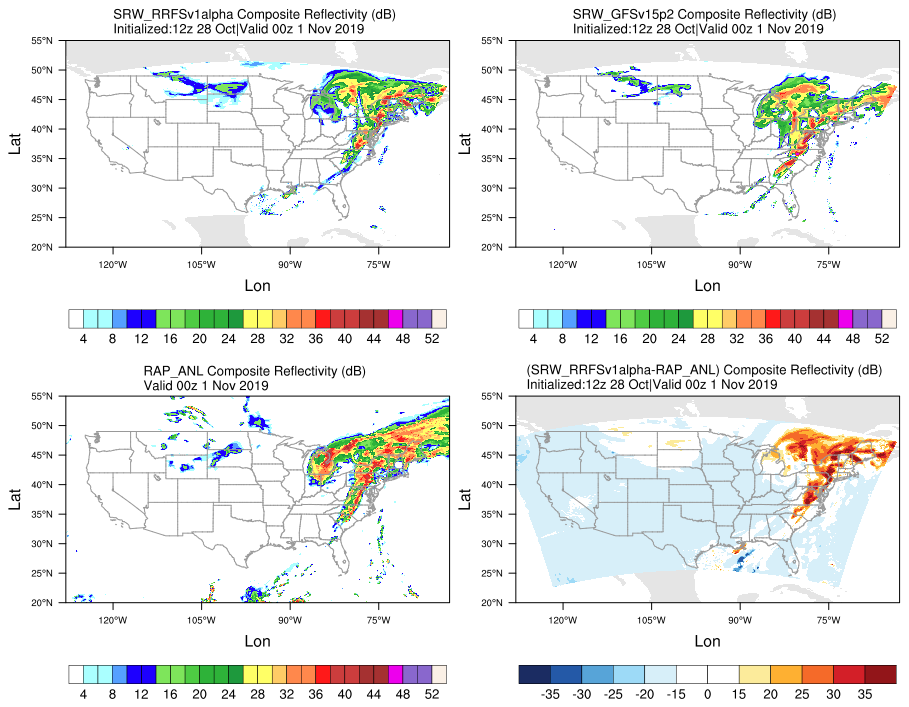 SRW_RRFSv1alpha Composite Reflectivity (dB)
Initialized:12z 28 Oct|Valid 00z 1 Nov 2019
55°N
50°N
45°N
40°N
35°N
30°N
25°N
20°N
Lat
120°W 105°W 90°W 75°W
Lon
4 8 12 16 20 24 28 32 36 40 44 48 52
SRW_GFSv15p2 Composite Reflectivity (dB)
Initialized:12z 28 Oct|Valid 00z 1 Nov 2019
55°N
50°N
45°N
40°N
35°N
30°N
25°N
20°N
Lat
120°W 105°W 90°W 75°W
Lon
4 8 12 16 20 24 28 32 36 40 44 48 52
RAP_ANL Composite Reflectivity (dB)
Valid 00z 1 Nov 2019
55°N
50°N
45°N
40°N
35°N
30°N
25°N
20°N
Lat
120°W 105°W 90°W 75°W
Lon
4 8 12 16 20 24 28 32 36 40 44 48 52
(SRW_RRFSv1alpha-RAP_ANL) Composite Reflectivity (dB)
Initialized:12z 28 Oct|Valid 00z 1 Nov 2019
55°N
50°N
45°N
40°N
35°N
30°N
25°N
20°N
Lat
120°W 105°W 90°W 75°W
Lon
-35 -30 -25 -20 -15 0 15 20 25 30 35